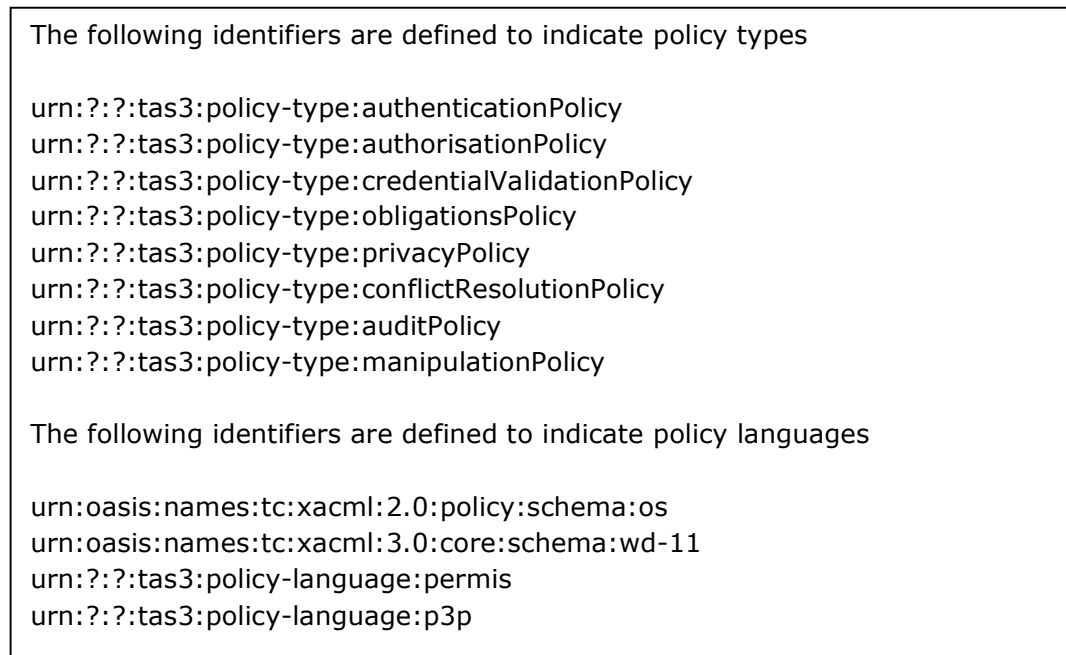 The following identifiers are defined to indicate policy types
urn:?:?:tas3:policy-type:authenticationPolicy
urn:?:?:tas3:policy-type:authorisationPolicy
urn:?:?:tas3:policy-type:credentialValidationPolicy
urn:?:?:tas3:policy-type:obligationsPolicy
urn:?:?:tas3:policy-type:privacyPolicy
urn:?:?:tas3:policy-type:conflictResolutionPolicy
urn:?:?:tas3:policy-type:auditPolicy
urn:?:?:tas3:policy-type:manipulationPolicy
The following identifiers are defined to indicate policy languages
urn:oasis:names:tc:xacml:2.0:policy:schema:os
urn:oasis:names:tc:xacml:3.0:core:schema:wd-11
urn:?:?:tas3:policy-language:permis
urn:?:?:tas3:policy-language:p3p